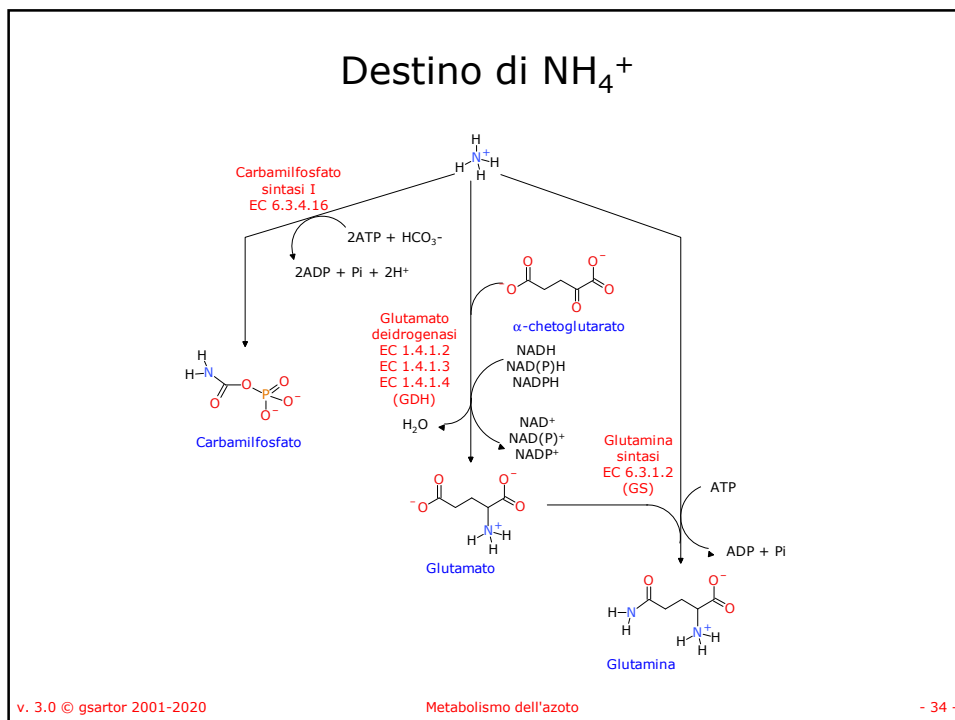 Destino di NH₄⁺
H
H N⁺ H
H
Carbamilfosfato
sintasi I
EC 6.3.4.16
2ATP + HCO₃-
2ADP + Pi + 2H⁺
O O⁻
⁻O O
O
α-chetoglutarato
Glutamato
deidrogenasi
EC 1.4.1.2
EC 1.4.1.3
EC 1.4.1.4
(GDH)
NADH
NAD(P)H
NADPH
H₂O
NAD⁺
NAD(P)⁺
NADP⁺
H
H N
O P O
O O⁻ O⁻
Carbamilfosfato
Glutamina
sintasi
EC 6.3.1.2
(GS)
ATP
ADP + Pi
O O⁻
⁻O O
H N⁺ H
H
Glutamato
O O⁻
H N O
H H N⁺ H
H
Glutamina
v. 3.0 © gsartor 2001-2020
Metabolismo dell'azoto
- 34 -